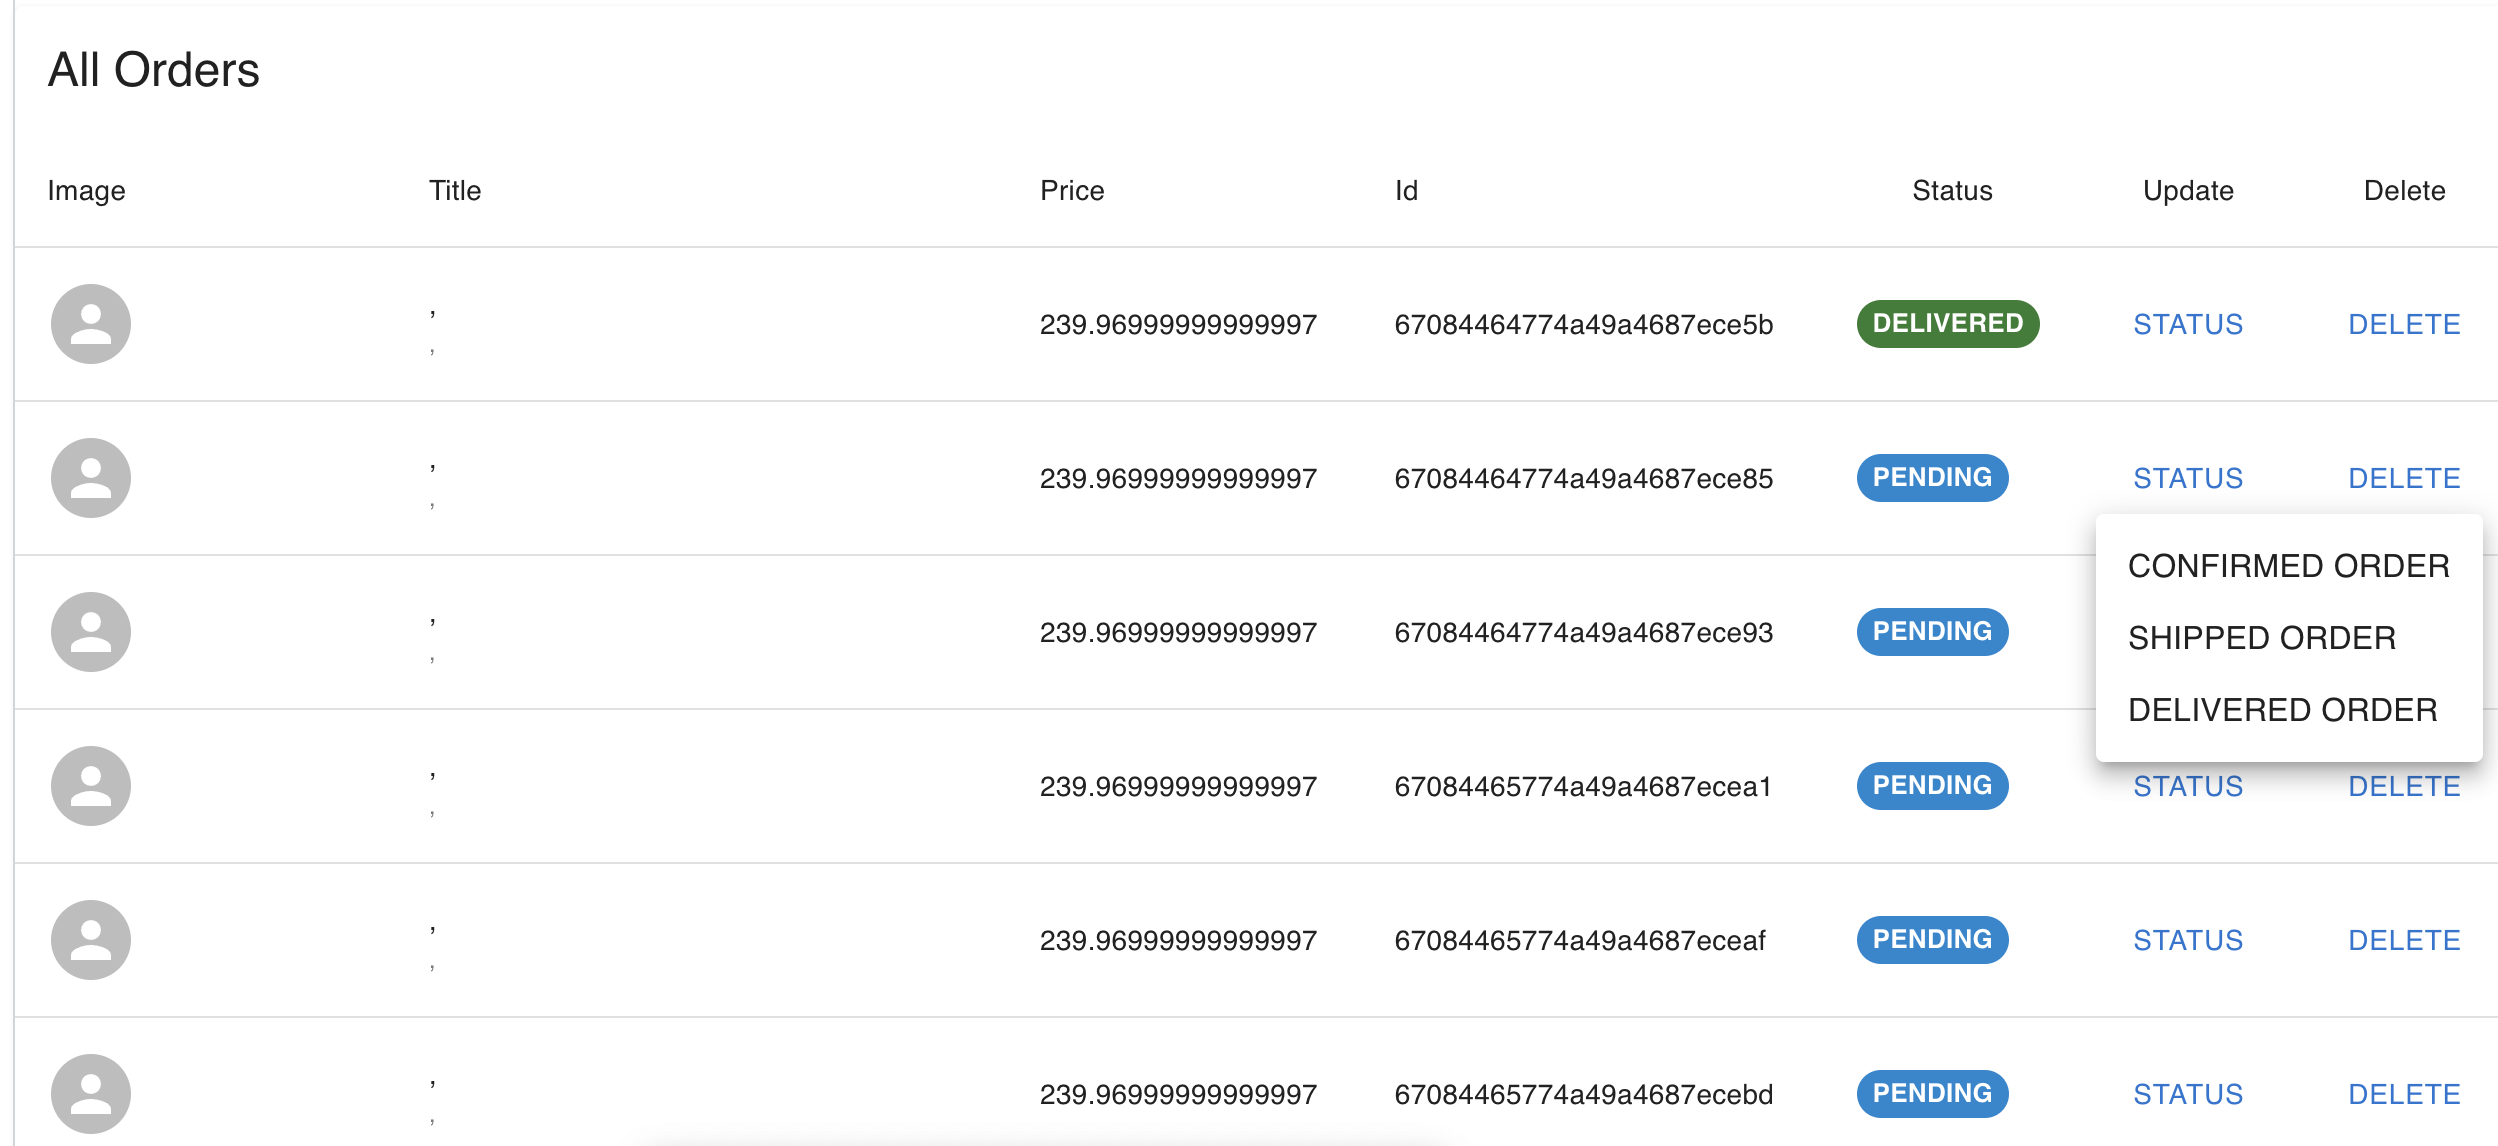 All Orders
Image Title Price Id Status Update Delete
,
239.96999999999997 67084464774a49a4687ece5b DELIVERED STATUS DELETE
,
,
239.96999999999997 67084464774a49a4687ece85 PENDING STATUS DELETE
,
CONFIRMED ORDER
,
239.96999999999997 67084464774a49a4687ece93 PENDING
SHIPPED ORDER
,
DELIVERED ORDER
,
239.96999999999997 67084465774a49a4687ecea1 PENDING STATUS DELETE
,
,
239.96999999999997 67084465774a49a4687eceaf PENDING STATUS DELETE
,
,
239.96999999999997 67084465774a49a4687ecebd PENDING STATUS DELETE
,